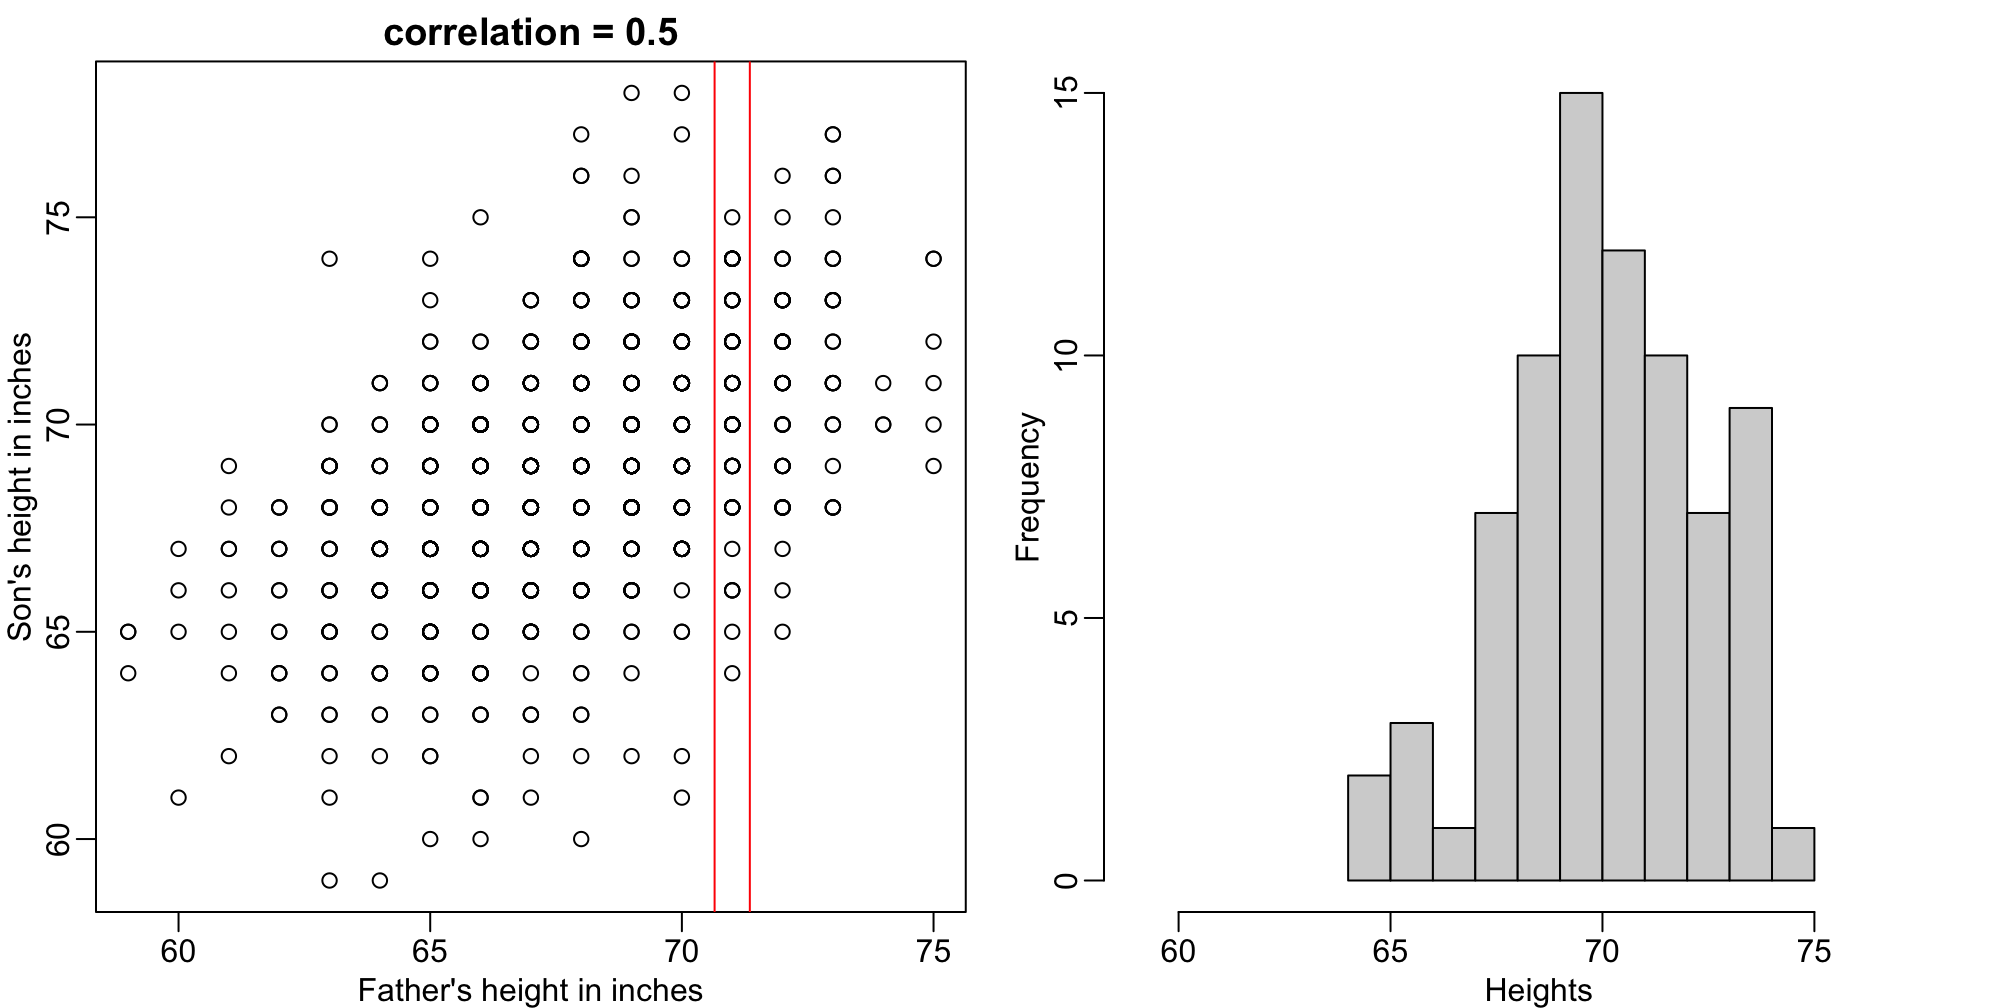 correlation = 0.5
Son's height in inches
75
70
65
60
60 65 70 75
Father's height in inches
Frequency
15
10
5
0
60 65 70 75
Heights